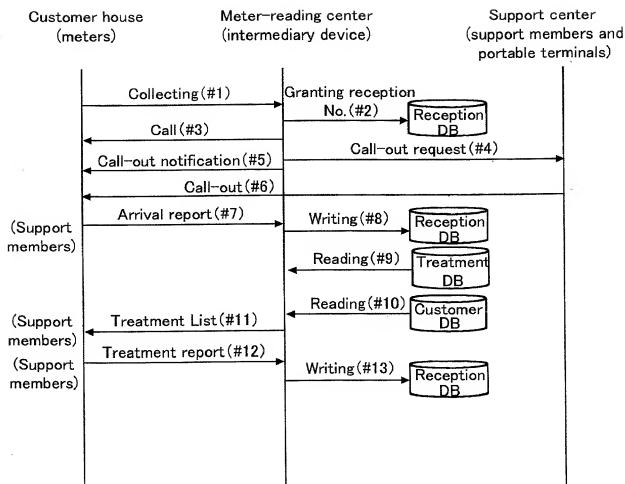 Customer house
(meters)
Meter-reading center
(intermediary device)
Support center
(support members and
portable terminals)
Collecting(#1)
Granting reception
No.(#2)
Reception
DB
Call(#3)
Call-out request(#4)
Call-out notification(#5)
Call-out(#6)
(Support
members)
Arrival report(#7)
Writing(#8)
Reception
DB
Reading(#9)
Treatment
DB
Reading(#10)
Customer
DB
(Support
members)
Treatment List(#11)
(Support
members)
Treatment report(#12)
Writing(#13)
Reception
DB